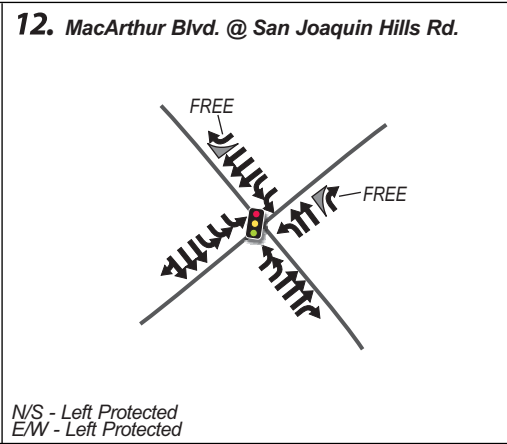 12. MacArthur Blvd. @ San Joaquin Hills Rd.
FREE
FREE
N/S - Left Protected
E/W - Left Protected